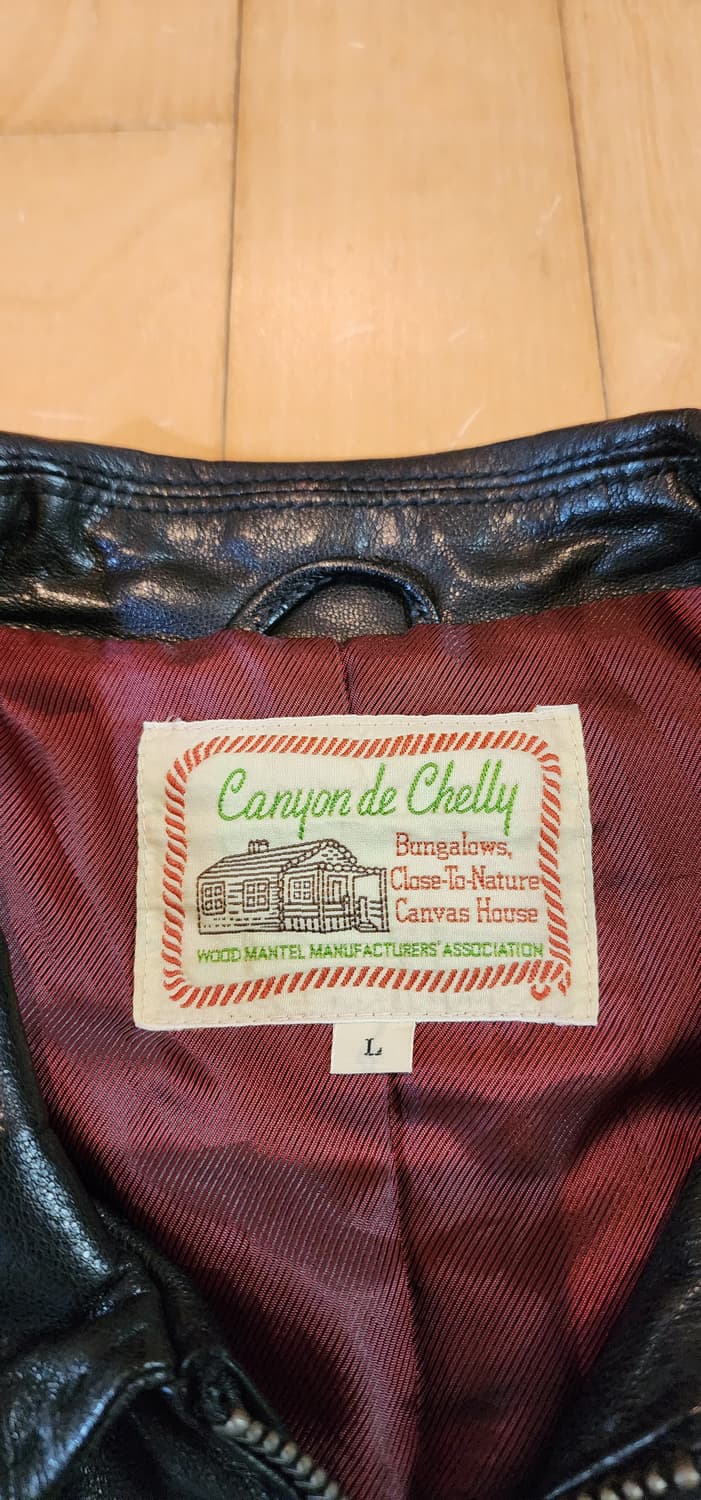 Canyon de Chelly
Bungalows,
Close-To-Nature
Canvas House
WOOD MANTEL MANUFACTURERS' ASSOCIATION
L